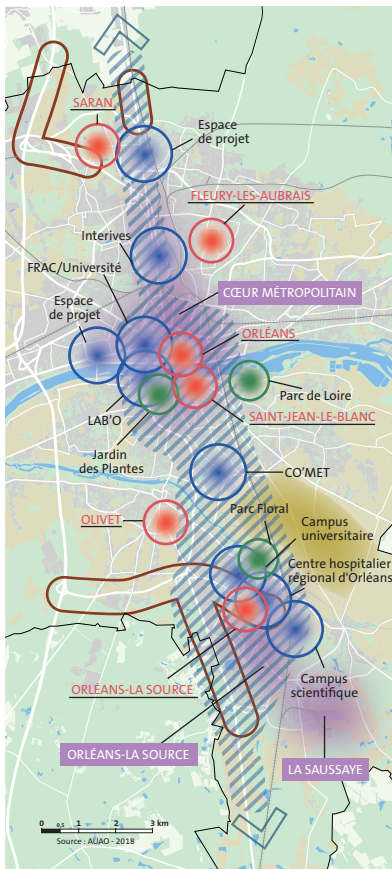 SARAN
Espace
de projet
FLEURY-LES-AUBRAIS
Interives
FRAC/Université
CŒUR MÉTROPOLITAIN
Espace
de projet
ORLÉANS
Parc de Loire
SAINT-JEAN-LE-BLANC
LAB'O
Jardin
des Plantes
CO'MET
Parc Floral
OLIVET
Campus
universitaire
Centre hospitalier
régional d'Orléans
ORLÉANS-LA SOURCE
Campus
scientifique
ORLÉANS-LA SOURCE
LA SAUSSAYE
0 0,5 1 2 3 km
Source : AUAO - 2018